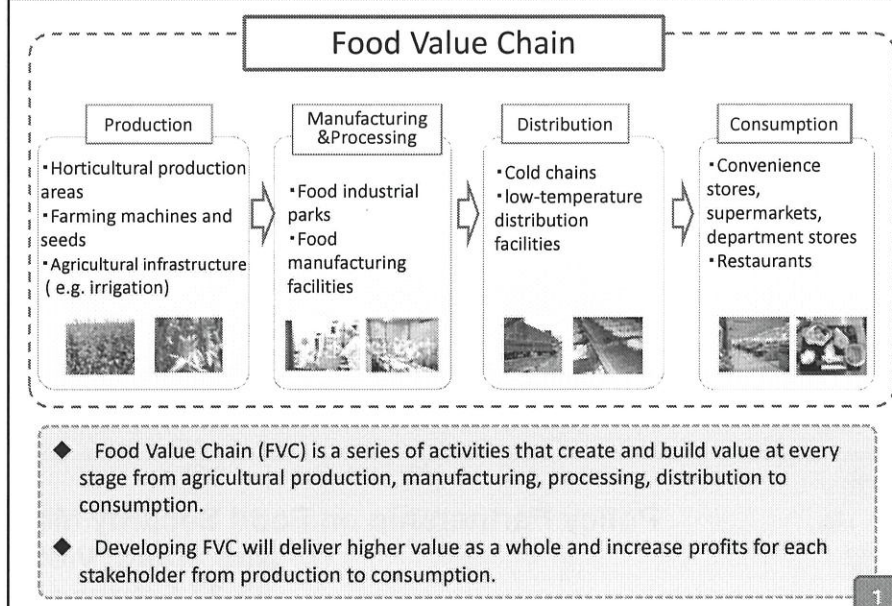 Food Value Chain
Production
・Horticultural production
areas
・Farming machines and
seeds
・Agricultural infrastructure
( e.g. irrigation)
Manufacturing
&Processing
・Food industrial
parks
・Food
manufacturing
facilities
Distribution
・Cold chains
・low-temperature
distribution
facilities
Consumption
・Convenience
stores,
supermarkets,
department stores
・Restaurants
◆ Food Value Chain (FVC) is a series of activities that create and build value at every
stage from agricultural production, manufacturing, processing, distribution to
consumption.
◆ Developing FVC will deliver higher value as a whole and increase profits for each
stakeholder from production to consumption.
1